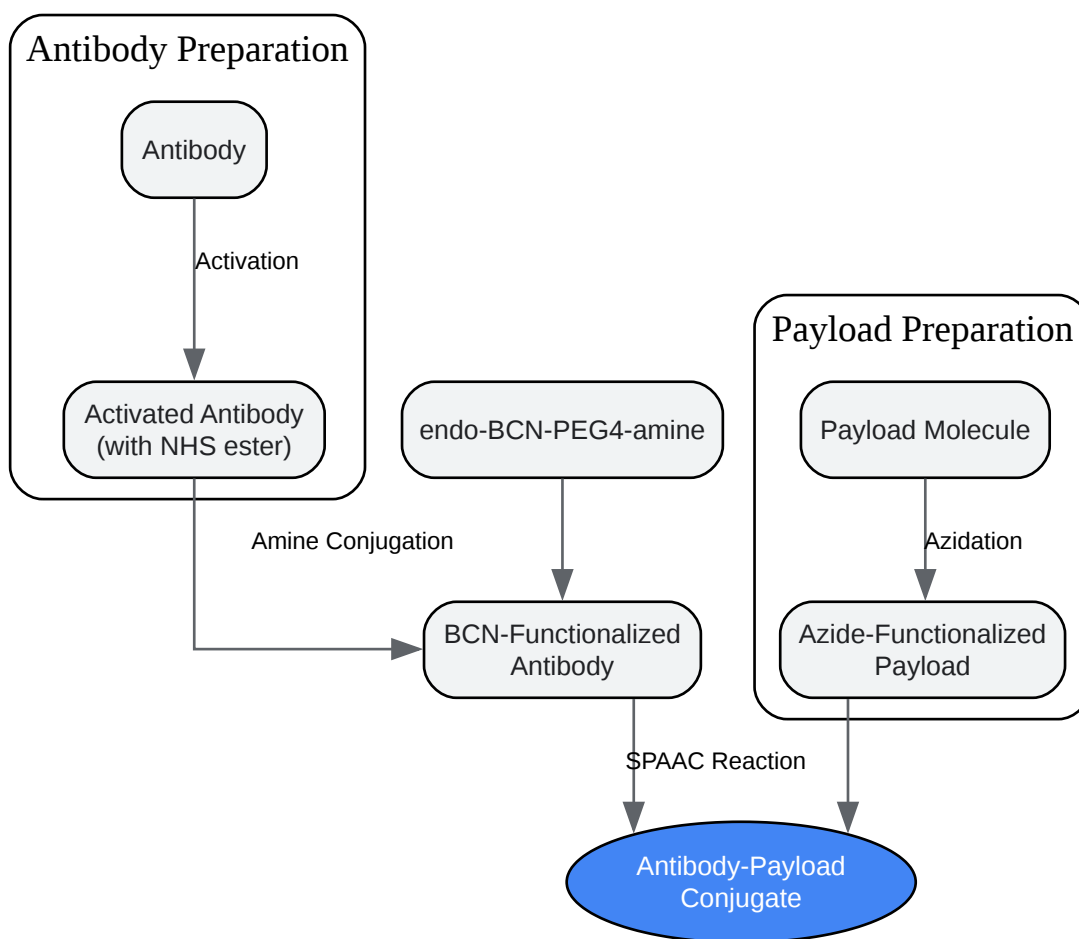 Antibody Preparation
Antibody
Activation
Payload Preparation
Activated Antibody
(with NHS ester)
endo-BCN-PEG4-amine
Payload Molecule
Amine Conjugation
Azidation
BCN-Functionalized
Antibody
Azide-Functionalized
Payload
SPAAC Reaction
Antibody-Payload
Conjugate